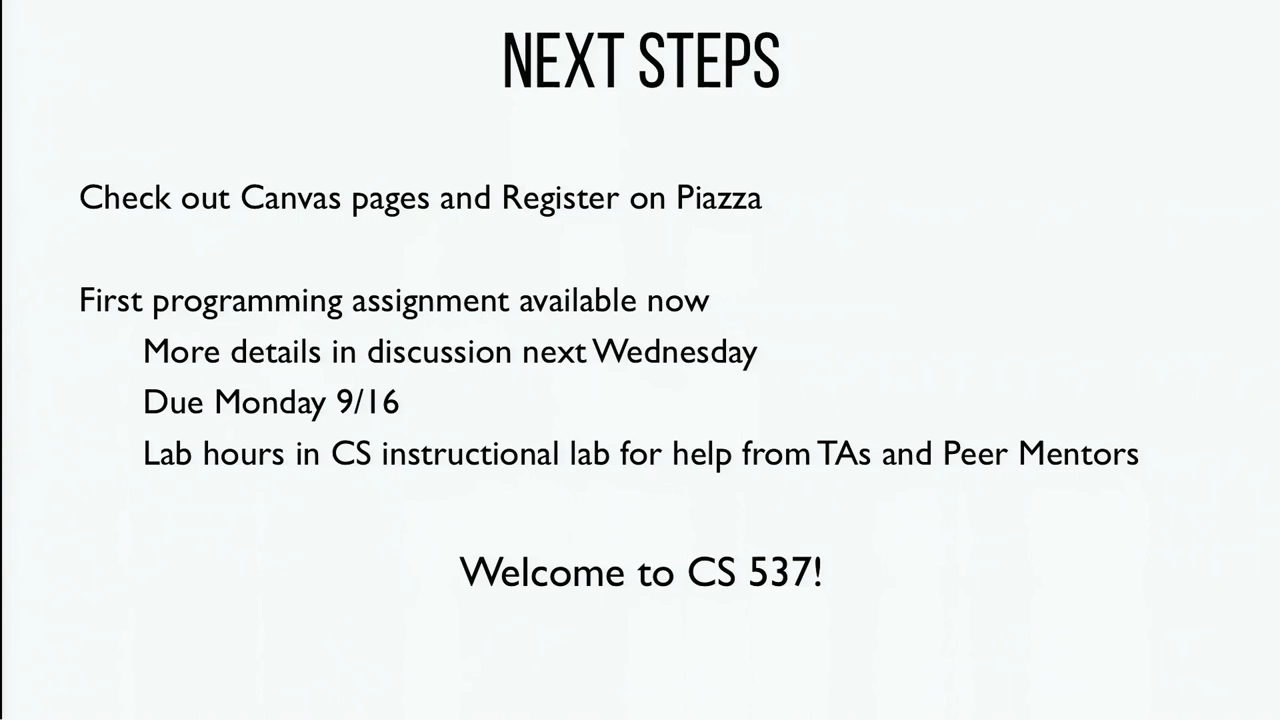 NEXT STEPS
Check out Canvas pages and Register on Piazza
First programming assignment available now
More details in discussion next Wednesday
Due Monday 9/16
Lab hours in CS instructional lab for help from TAs and Peer Mentors
Welcome to CS 537!